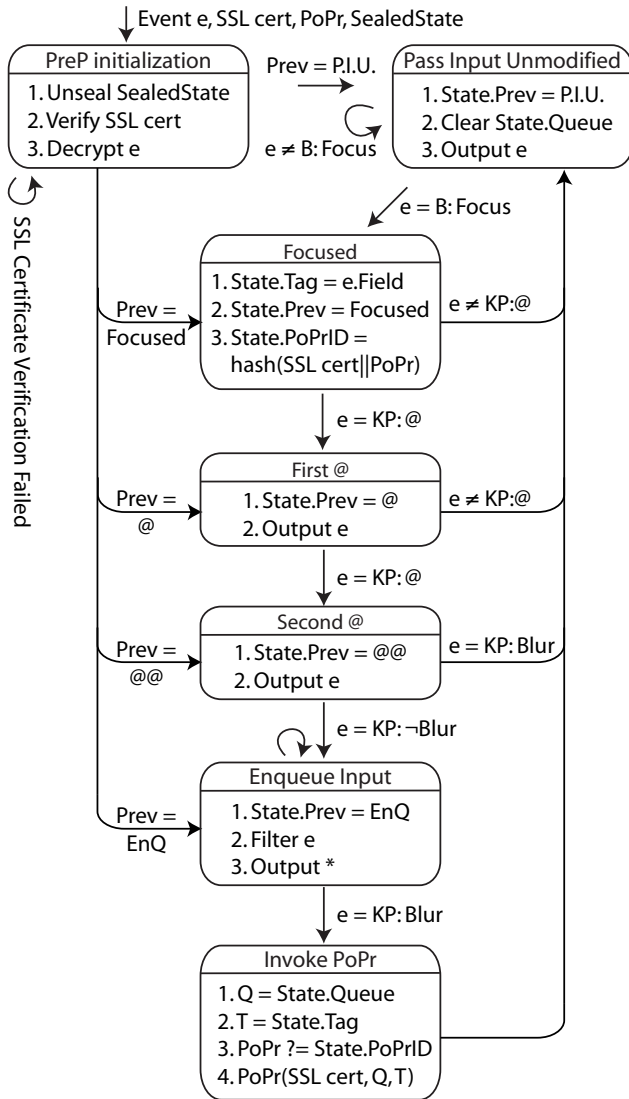 Event e, SSL cert, PoPr, SealedState
PreP initialization
1. Unseal SealedState
2. Verify SSL cert
3. Decrypt e
Prev = P.I.U.
e ≠ B: Focus
Pass Input Unmodified
1. State.Prev = P.I.U.
2. Clear State.Queue
3. Output e
e = B: Focus
SSL Certificate Verification Failed
Prev =
Focused
Focused
1. State.Tag = e.Field
2. State.Prev = Focused
3. State.PoPrID =
hash(SSL cert||PoPr)
e ≠ KP:@
e = KP: @
Prev =
@
First @
1. State.Prev = @
2. Output e
e ≠ KP:@
e = KP: @
Prev =
@@
Second @
1. State.Prev = @@
2. Output e
e = KP: Blur
e = KP: ¬Blur
Prev =
EnQ
Enqueue Input
1. State.Prev = EnQ
2. Filter e
3. Output *
e = KP: Blur
Invoke PoPr
1. Q = State.Queue
2. T = State.Tag
3. PoPr ?= State.PoPrID
4. PoPr(SSL cert, Q, T)